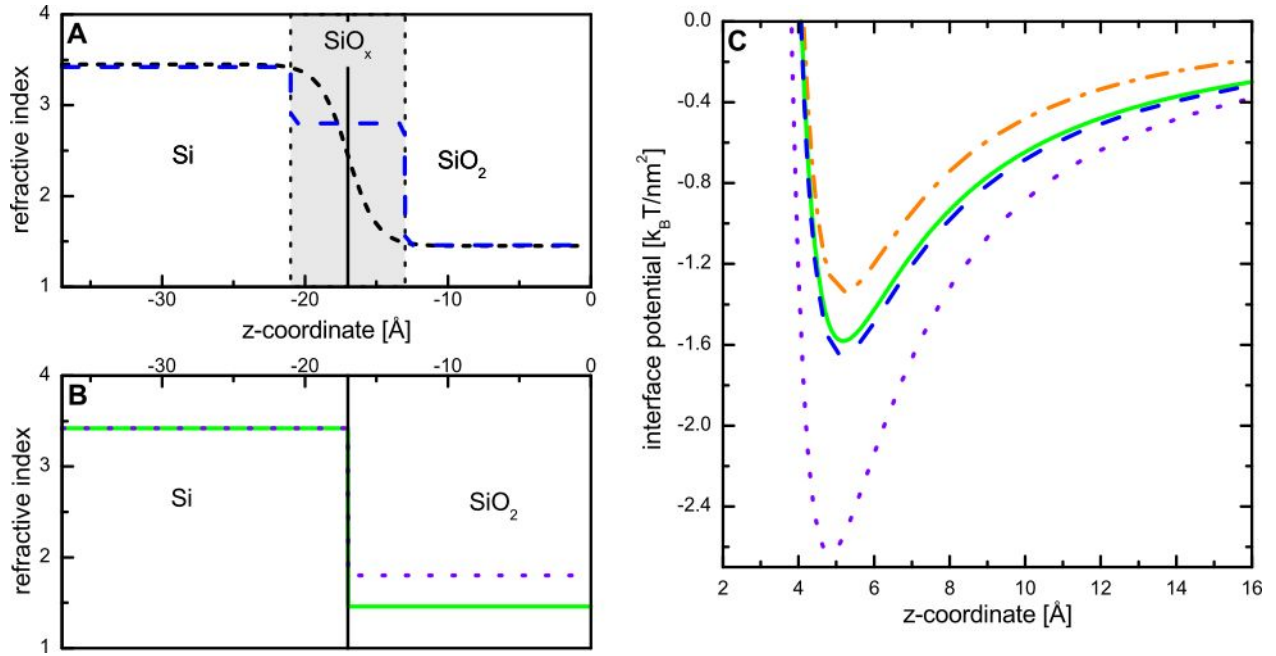 A
SiOx
Si
SiO2
refractive index
4
3
2
1
-30
-20
-10
0
z-coordinate [Å]
-30
-20
-10
0
B
Si
SiO2
refractive index
4
3
2
1
C
interface potential [kBT/nm2]
0.0
-0.4
-0.8
-1.2
-1.6
-2.0
-2.4
2
4
6
8
10
12
14
16
z-coordinate [Å]